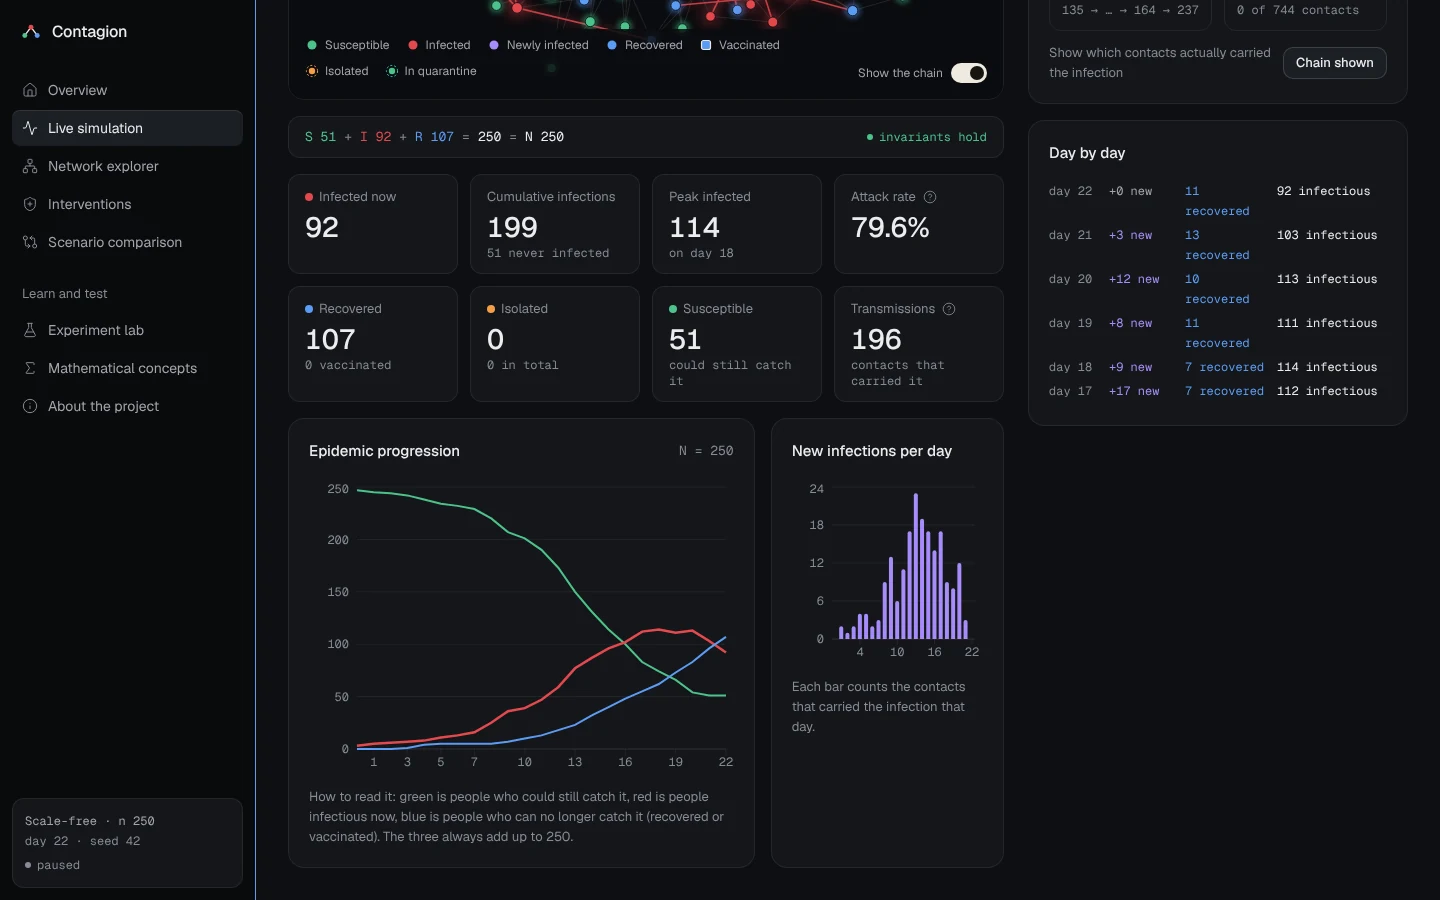 Contagion
Overview
Live simulation
Network explorer
Interventions
Scenario comparison
Learn and test
Experiment lab
Mathematical concepts
About the project
Scale-free · n 250
day 22 · seed 42
paused
Susceptible
Infected
Newly infected
Recovered
Vaccinated
Isolated
In quarantine
Show the chain
S 51 + I 92 + R 107 = 250 = N 250
invariants hold
Infected now
92
Cumulative infections
199
51 never infected
Peak infected
114
on day 18
Attack rate ?
79.6%
Recovered
107
0 vaccinated
Isolated
0
0 in total
Susceptible
51
could still catch
it
Transmissions ?
196
contacts that
carried it
Epidemic progression
N = 250
250
200
150
100
50
0
1 3 5 7 10 13 16 19 22
How to read it: green is people who could still catch it, red is people
infectious now, blue is people who can no longer catch it (recovered or
vaccinated). The three always add up to 250.
New infections per day
24
18
12
6
0
4 10 16 22
Each bar counts the contacts
that carried the infection that
day.
135 → … → 164 → 237
0 of 744 contacts
Show which contacts actually carried
the infection
Chain shown
Day by day
day 22 +0 new 11 recovered 92 infectious
day 21 +3 new 13 recovered 103 infectious
day 20 +12 new 10 recovered 113 infectious
day 19 +8 new 11 recovered 111 infectious
day 18 +9 new 7 recovered 114 infectious
day 17 +17 new 7 recovered 112 infectious